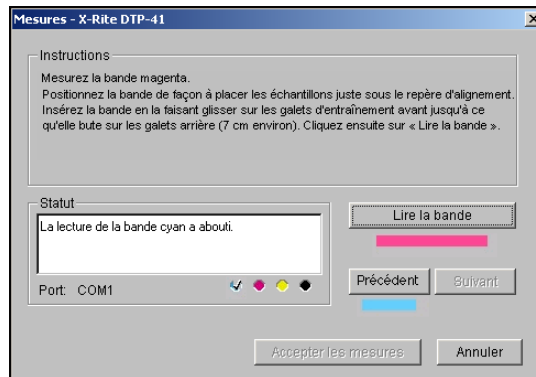 Mesures - X-Rite DTP-41
Instructions
Mesurez la bande magenta.
Positionnez la bande de façon à placer les échantillons juste sous le repère d'alignement.
Insérez la bande en la faisant glisser sur les galets d'entraînement avant jusqu'à ce
qu'elle bute sur les galets arrière (7 cm environ). Cliquez ensuite sur « Lire la bande ».
Statut
La lecture de la bande cyan a abouti.
Lire la bande
Port: COM1
Précédent
Suivant
Accepter les mesures
Annuler